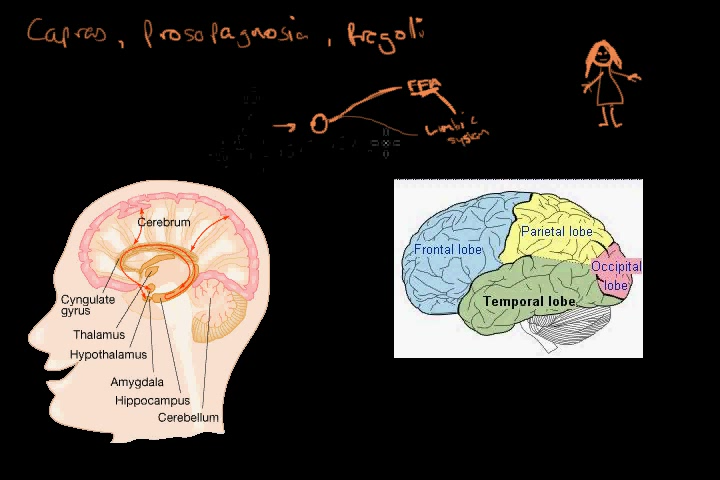 Capras, Prosopagnosia, Fregoli
FFA
Limbic
system
Cerebrum
Cyngulate
gyrus
Thalamus
Hypothalamus
Amygdala
Hippocampus
Cerebellum
Frontal lobe
Parietal lobe
Occipital
lobe
Temporal lobe